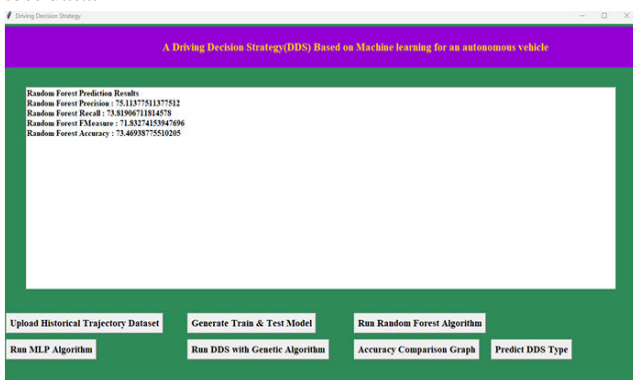 Driving Decision Strategy
A Driving Decision Strategy(DDS) Based on Machine learning for an autonomous vehicle
Random Forest Prediction Results
Random Forest Precision : 75.11377511377512
Random Forest Recall : 73.81906711814578
Random Forest FMeasure : 71.83274153947696
Random Forest Accuracy : 73.46938775510205
Upload Historical Trajectory Dataset Generate Train & Test Model Run Random Forest Algorithm
Run MLP Algorithm Run DDS with Genetic Algorithm Accuracy Comparison Graph Predict DDS Type